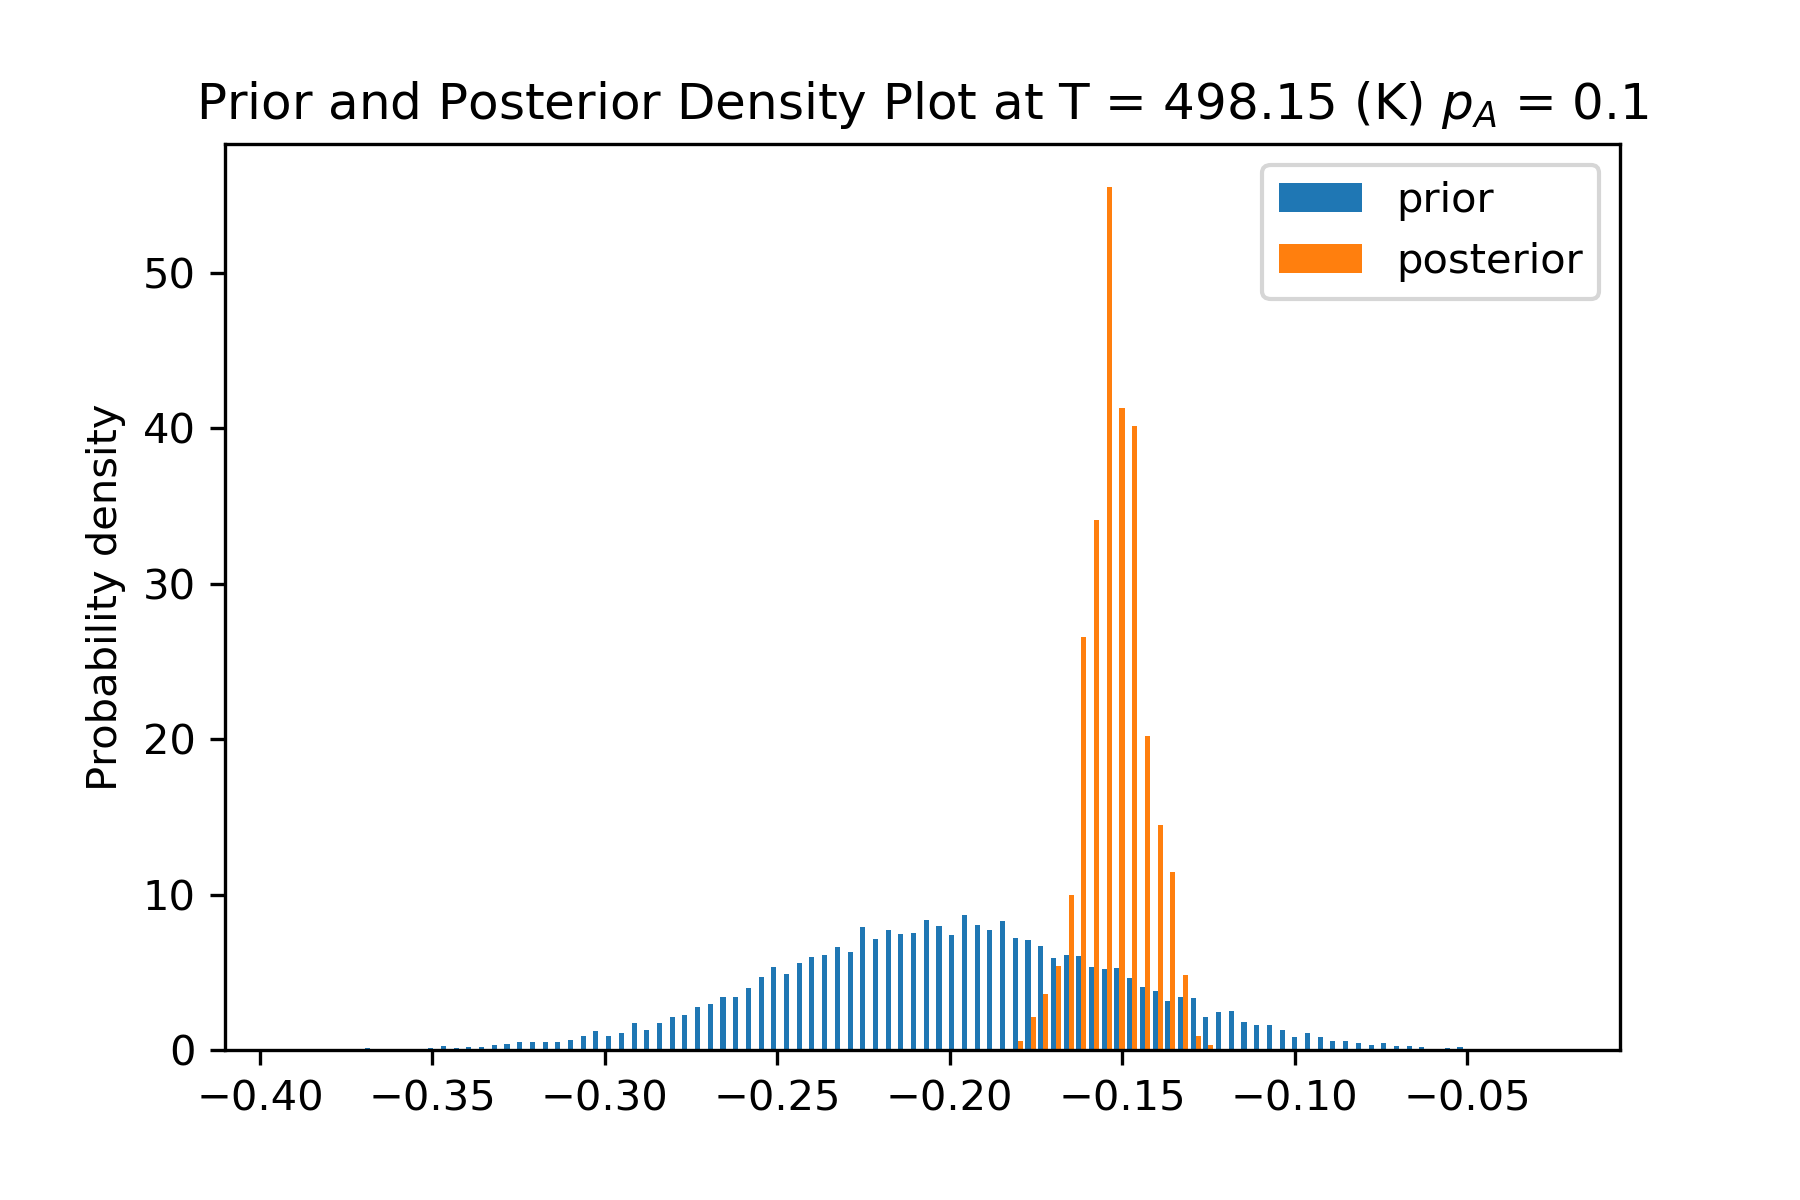 Prior and Posterior Density Plot at T = 498.15 (K) p_A = 0.1
prior
posterior
Probability density
50
40
30
20
10
0
−0.40 −0.35 −0.30 −0.25 −0.20 −0.15 −0.10 −0.05